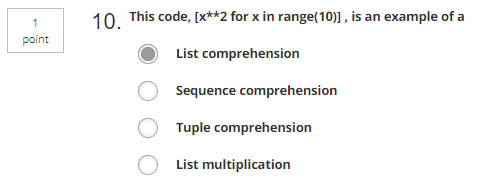 1
point
10. This code, [x**2 for x in range(10)] , is an example of a
List comprehension
Sequence comprehension
Tuple comprehension
List multiplication